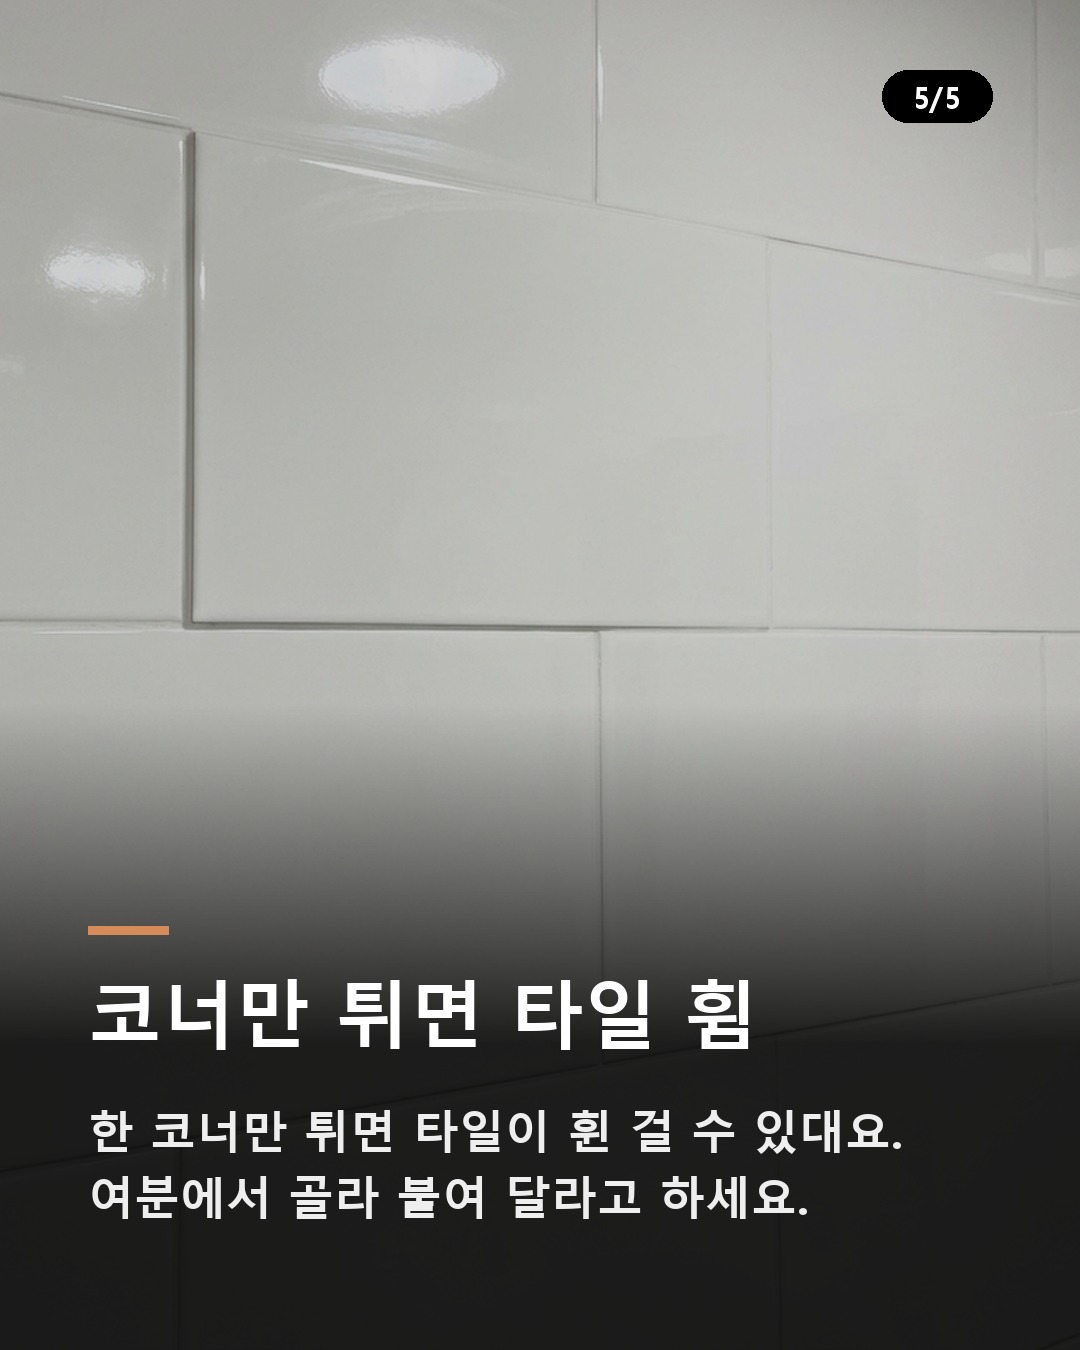 5/5
코너만 튀면 타일 휨
한 코너만 튀면 타일이 휜 걸 수 있대요.
여분에서 골라 붙여 달라고 하세요.